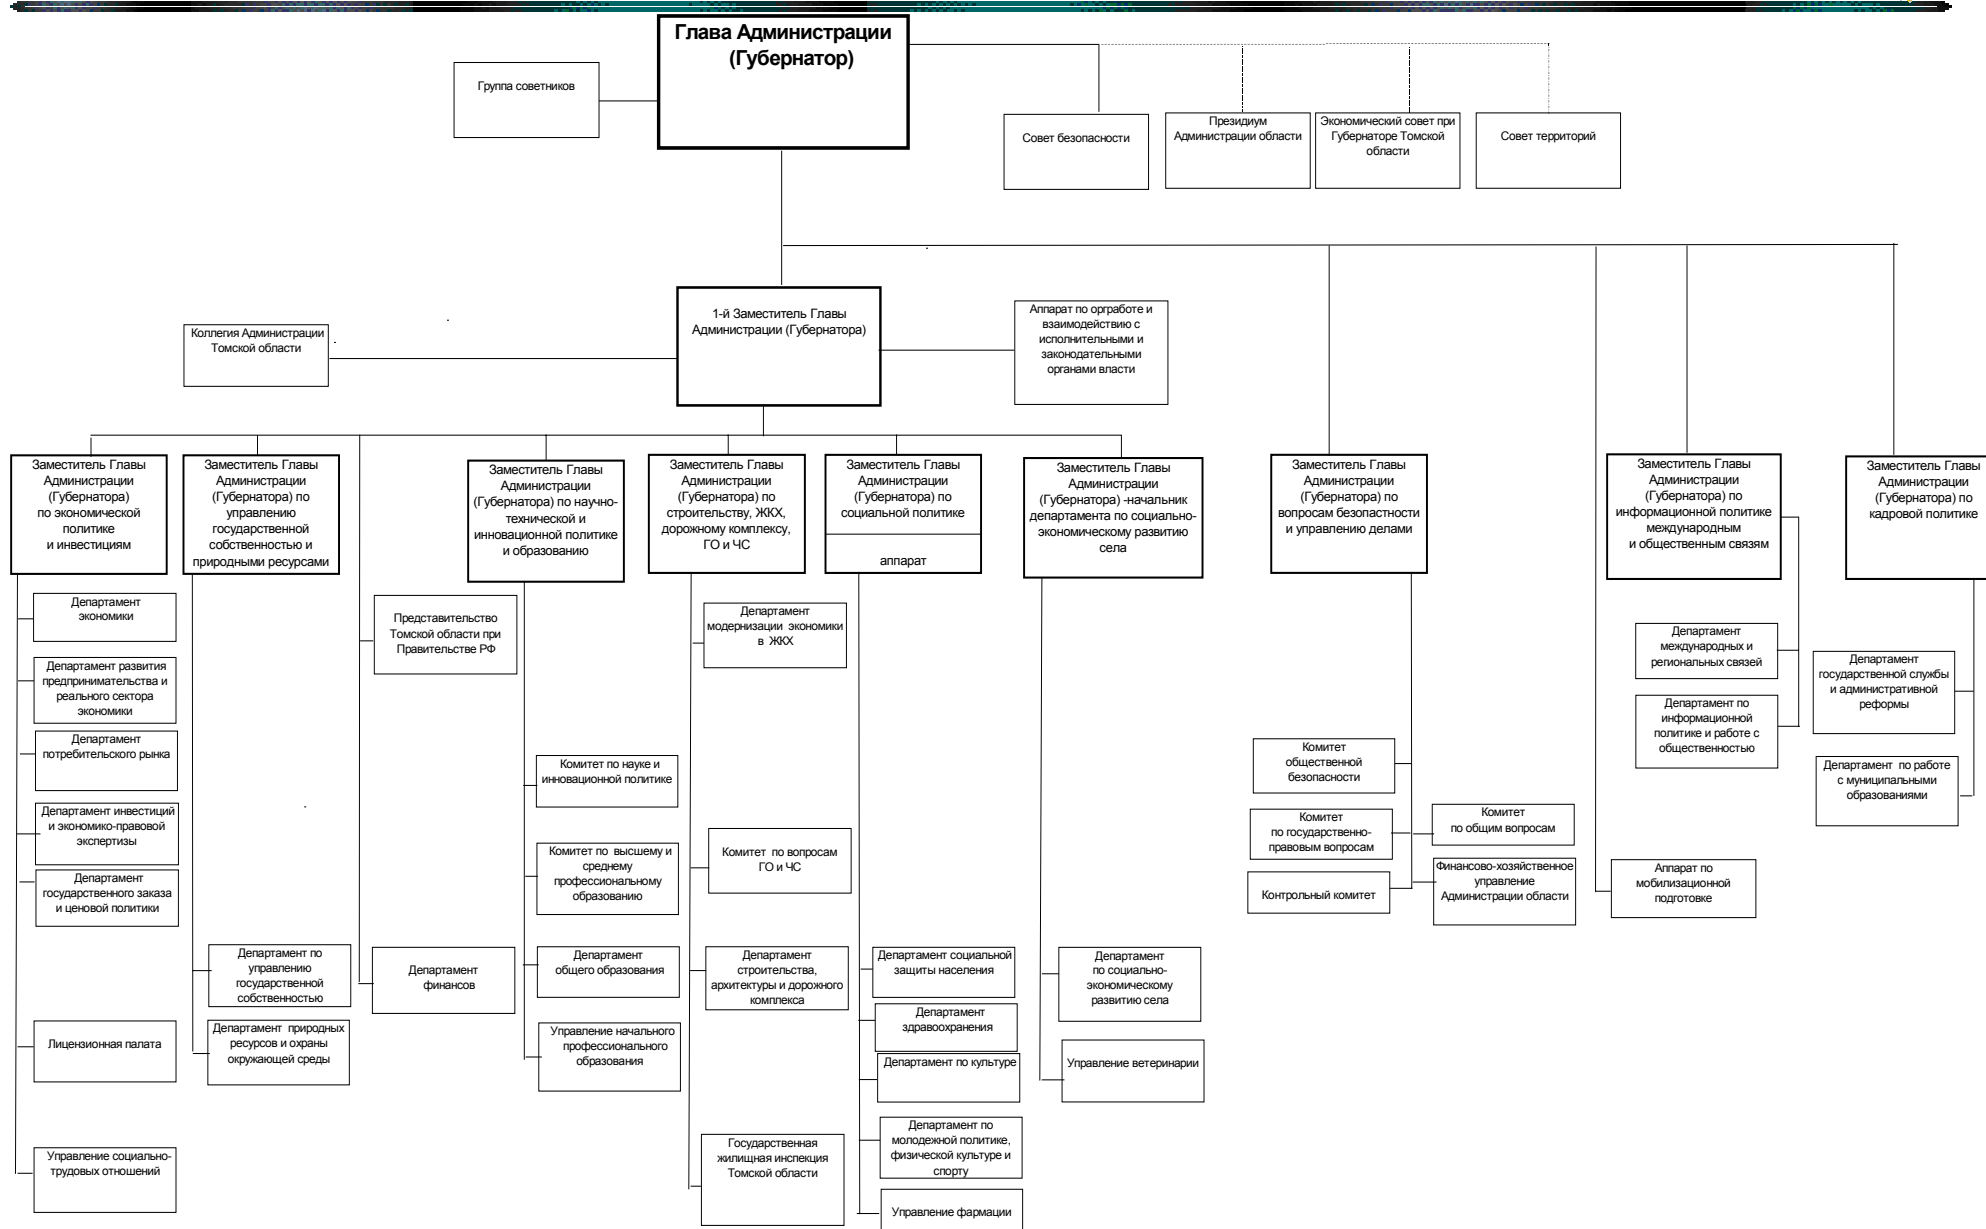 Глава Администрации
(Губернатор)
Группа советников
Совет безопасности
Президиум
Администрации области
Экономический совет при
Губернаторе Томской
области
Совет территорий
1-й Заместитель Главы
Администрации (Губернатора)
Коллегия Администрации
Томской области
Аппарат по оргработе и
взаимодействию с
исполнительными и
законодательными
органами власти
Заместитель Главы
Администрации
(Губернатора)
по экономической
политике
и инвестициям
Заместитель Главы
Администрации
(Губернатора) по
управлению
государственной
собственностью и
природными ресурсами
Заместитель Главы
Администрации
(Губернатора) по научно-
технической и
инновационной политике
и образованию
Заместитель Главы
Администрации
(Губернатора) по
строительству, ЖКХ,
дорожному комплексу,
ГО и ЧС
Заместитель Главы
Администрации
(Губернатора) по
социальной политике
аппарат
Заместитель Главы
Администрации
(Губернатора) -начальник
департамента по социально-
экономическому развитию
села
Заместитель Главы
Администрации
(Губернатора) по
вопросам безопастности
и управлению делами
Заместитель Главы
Администрации
(Губернатора) по
информационной политике
международным
и общественным связям
Заместитель Главы
Администрации
(Губернатора) по
кадровой политике
Департамент
экономики
Департамент развития
предпринимательства и
реального сектора
экономики
Департамент
потребительского рынка
Департамент инвестиций
и экономико-правовой
экспертизы
Департамент
государственного заказа
и ценовой политики
Лицензионная палата
Управление социально-
трудовых отношений
Департамент по
управлению
государственной
собственностью
Департамент природных
ресурсов и охраны
окружающей среды
Представительство
Томской области при
Правительстве РФ
Департамент
финансов
Комитет по науке и
инновационной политике
Комитет по высшему и
среднему
профессиональному
образованию
Департамент
общего образования
Управление начального
профессионального
образования
Департамент
модернизации экономики
в ЖКХ
Комитет по вопросам
ГО и ЧС
Департамент
строительства,
архитектуры и дорожного
комплекса
Государственная
жилищная инспекция
Томской области
Департамент социальной
защиты населения
Департамент
здравоохранения
Департамент по культуре
Департамент по
молодежной политике,
физической культуре и
спорту
Управление фармации
Департамент
по социально-
экономическому
развитию села
Управление ветеринарии
Комитет
общественной
безопасности
Комитет
по государственно-
правовым вопросам
Контрольный комитет
Комитет
по общим вопросам
Финансово-хозяйственное
управление
Администрации области
Аппарат по
мобилизационной
подготовке
Департамент
международных и
региональных связей
Департамент по
информационной
политике и работе с
общественностью
Департамент
государственной службы
и административной
реформы
Департамент по работе
с муниципальными
образованиями